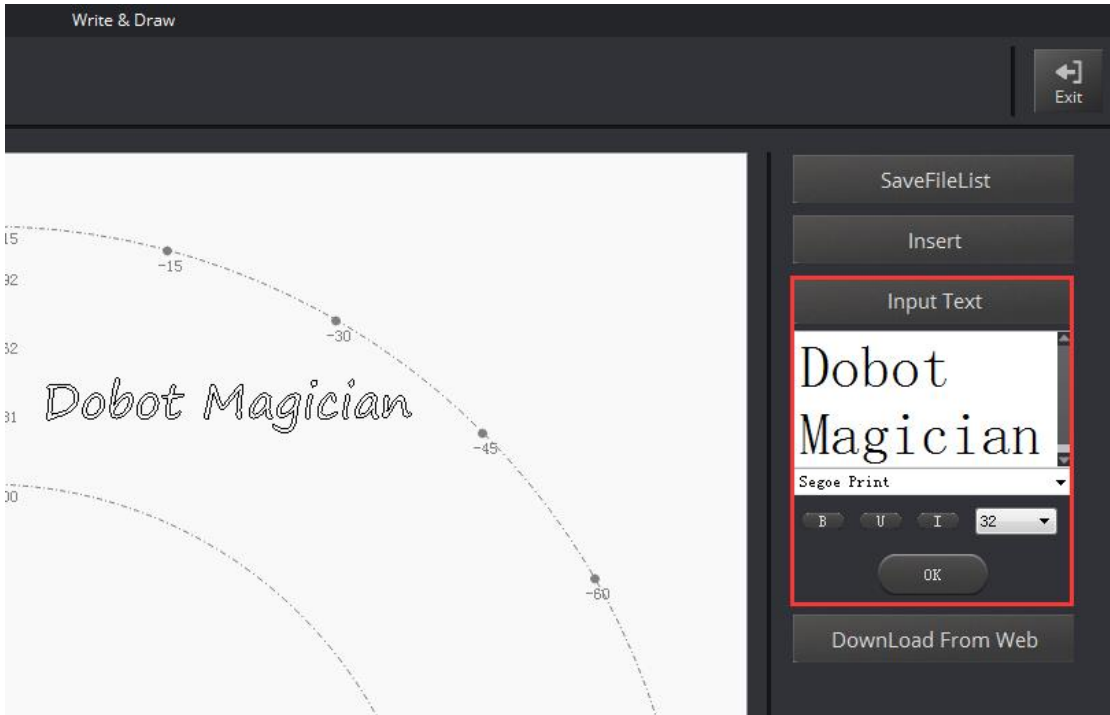 Write & Draw
Exit
SaveFileList
Insert
Input Text
Dobot
Magician
Segoe Print
B U I 32
OK
DownLoad From Web
15
-15
92
-30
Dobot Magician
-45
-60